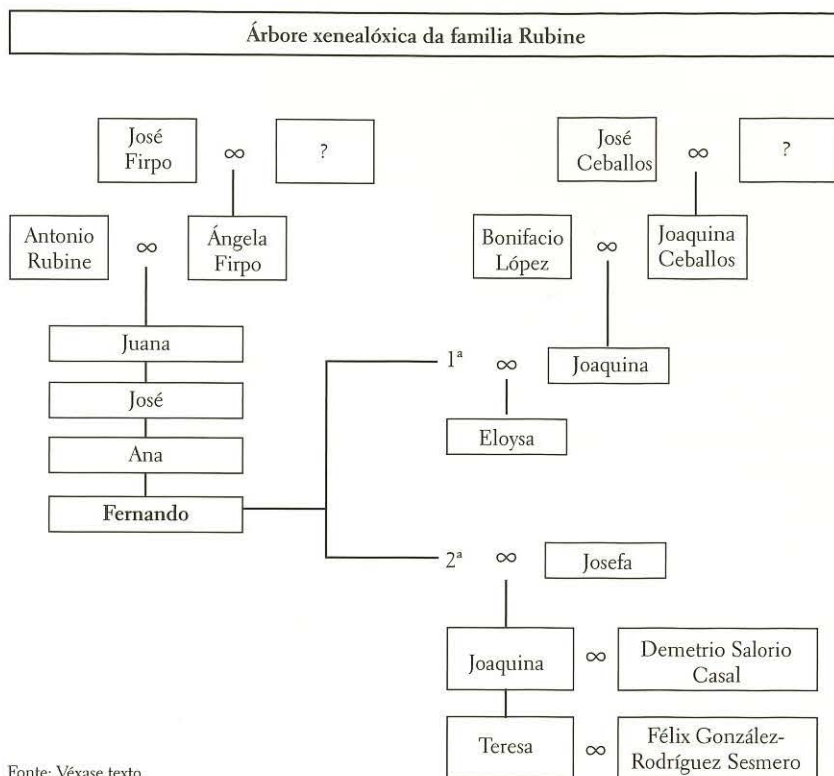 Árbore xenealóxica da familia Rubine
José
Firpo
∞
?
José
Ceballos
∞
?
Antonio
Rubine
∞
Ángela
Firpo
Bonifacio
López
∞
Joaquina
Ceballos
Juana
José
Ana
Fernando
1ª
∞
Joaquina
Eloysa
2ª
∞
Josefa
Joaquina
∞
Demetrio Salorio
Casal
Teresa
∞
Félix González-
Rodríguez Sesmero
Fonte: Véxase texto